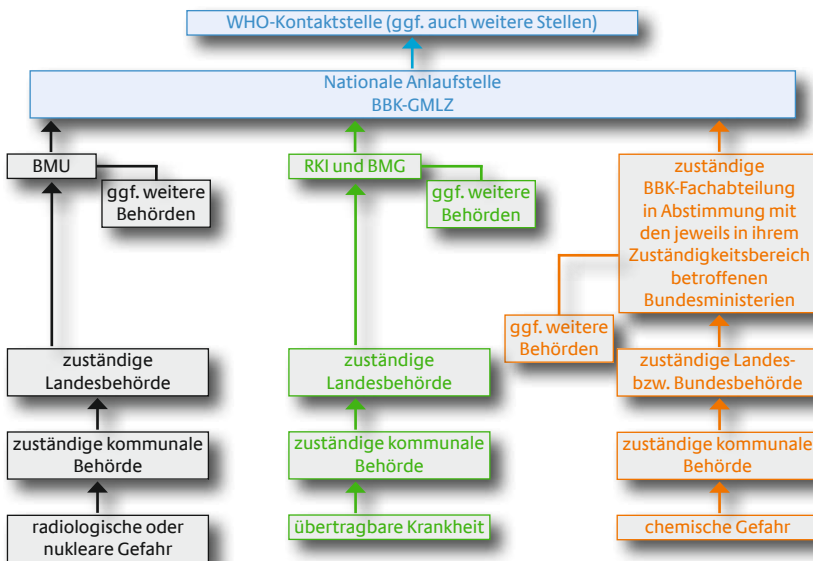 WHO-Kontaktstelle (ggf. auch weitere Stellen)
Nationale Anlaufstelle
BBK-GMLZ
BMU
ggf. weitere
Behörden
RKI und BMG
ggf. weitere
Behörden
zuständige
BBK-Fachabteilung
in Abstimmung mit
den jeweils in ihrem
Zuständigkeitsbereich
betroffenen
Bundesministerien
ggf. weitere
Behörden
zuständige
Landesbehörde
zuständige
Landesbehörde
zuständige Landes-
bzw. Bundesbehörde
zuständige kommunale
Behörde
zuständige kommunale
Behörde
zuständige kommunale
Behörde
radiologische oder
nukleare Gefahr
übertragbare Krankheit
chemische Gefahr